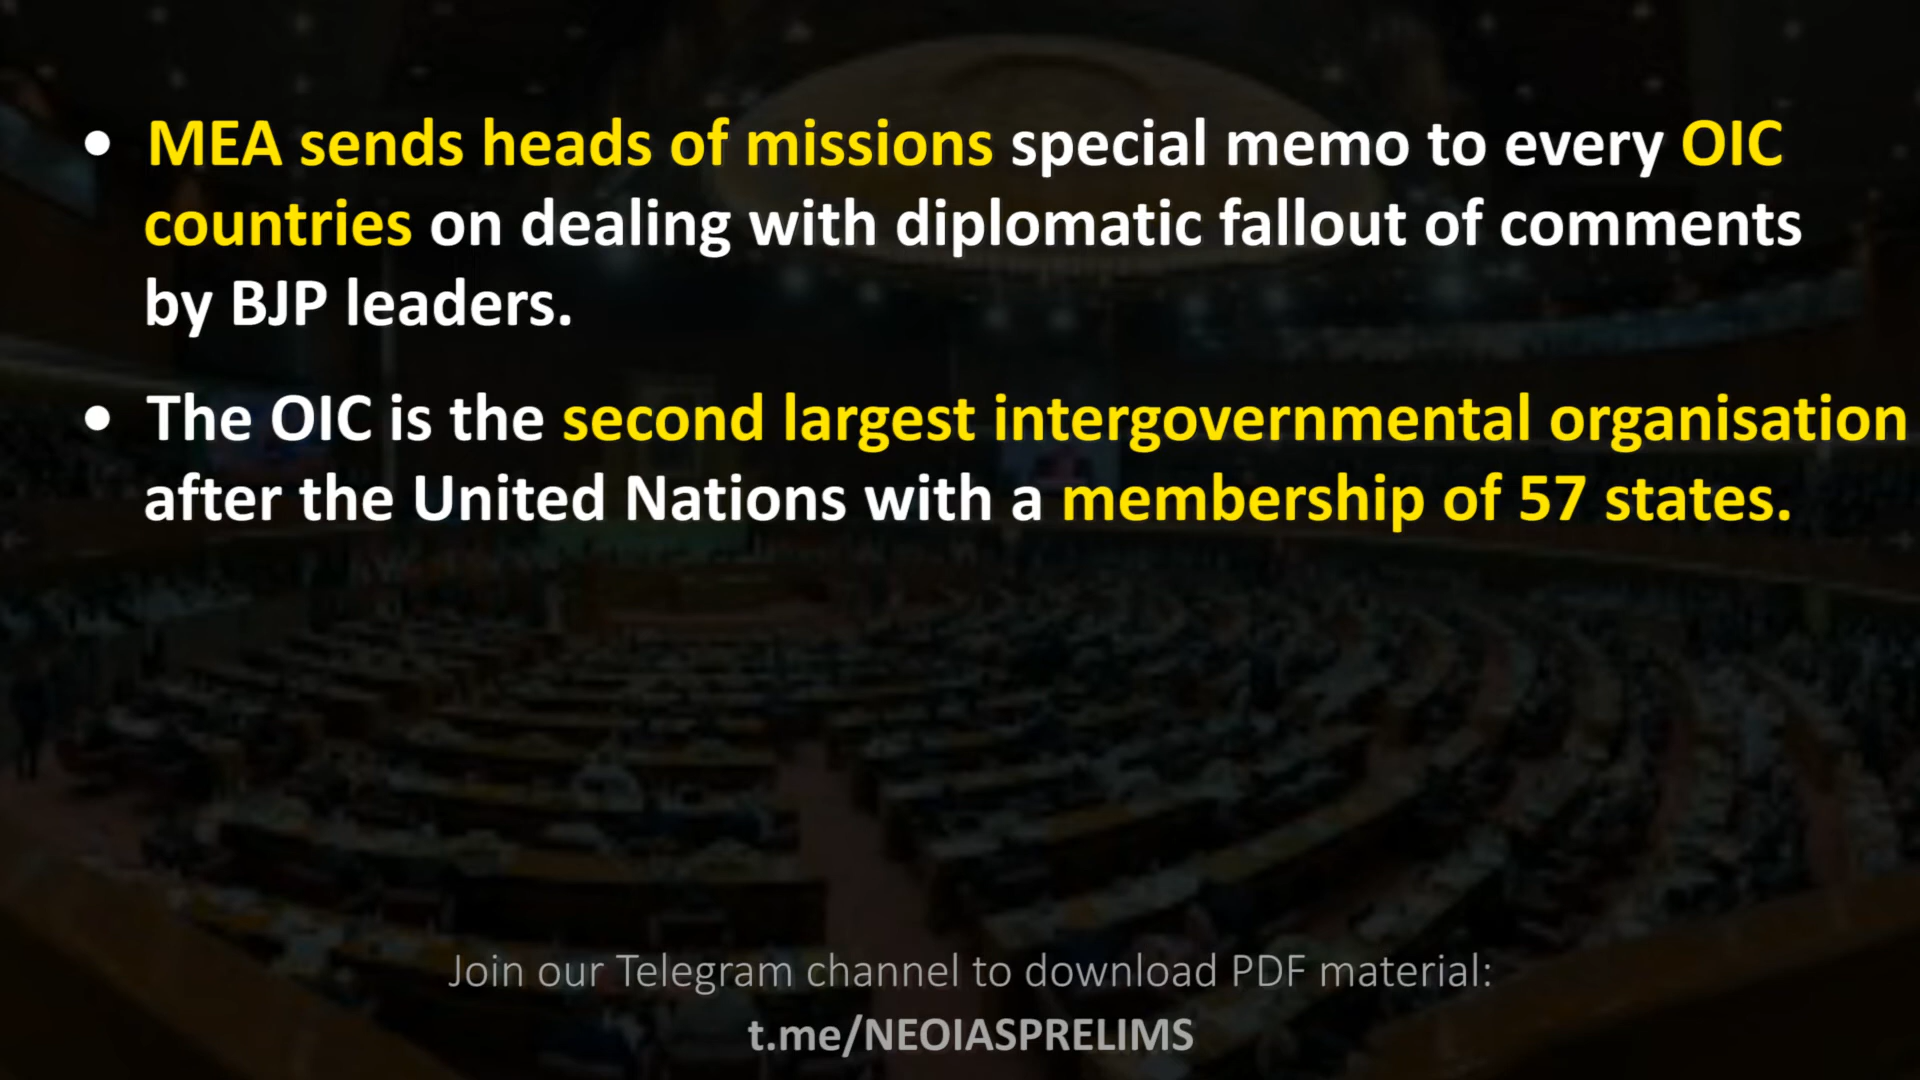 • MEA sends heads of missions special memo to every OIC
countries on dealing with diplomatic fallout of comments
by BJP leaders.
• The OIC is the second largest intergovernmental organisation
after the United Nations with a membership of 57 states.
Join our Telegram channel to download PDF material:
t.me/NEOIASPRELIMS